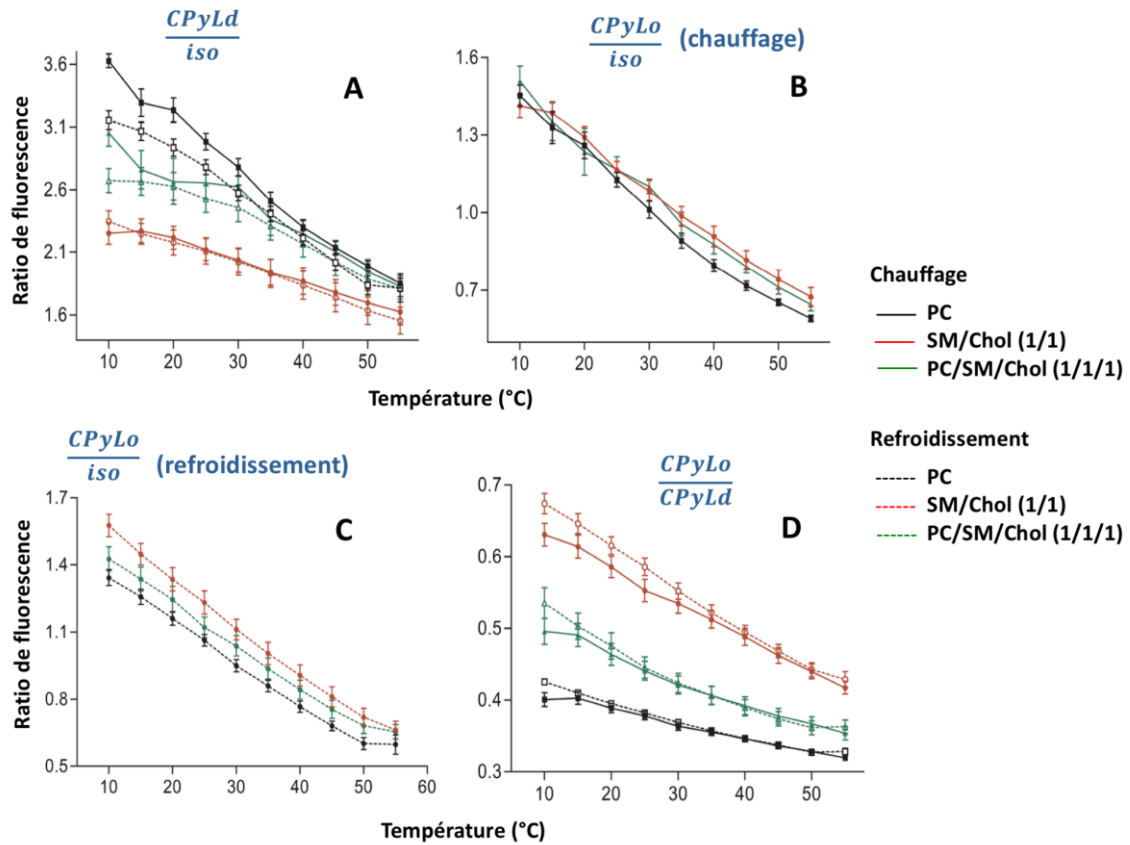 CPyLd
iso
A
Ratio de fluorescence
3.6
3.1
2.6
2.1
1.6
10 20 30 40 50
CPyLo
iso
(chauffage)
B
1.6
1.3
1.0
0.7
10 20 30 40 50
Température (°C)
Chauffage
PC
SM/Chol (1/1)
PC/SM/Chol (1/1/1)
Refroidissement
PC
SM/Chol (1/1)
PC/SM/Chol (1/1/1)
CPyLo
iso
(refroidissement)
C
Ratio de fluorescence
1.7
1.4
1.1
0.8
0.5
10 20 30 40 50 60
CPyLo
CPyLd
D
0.7
0.6
0.5
0.4
0.3
10 20 30 40 50
Température (°C)